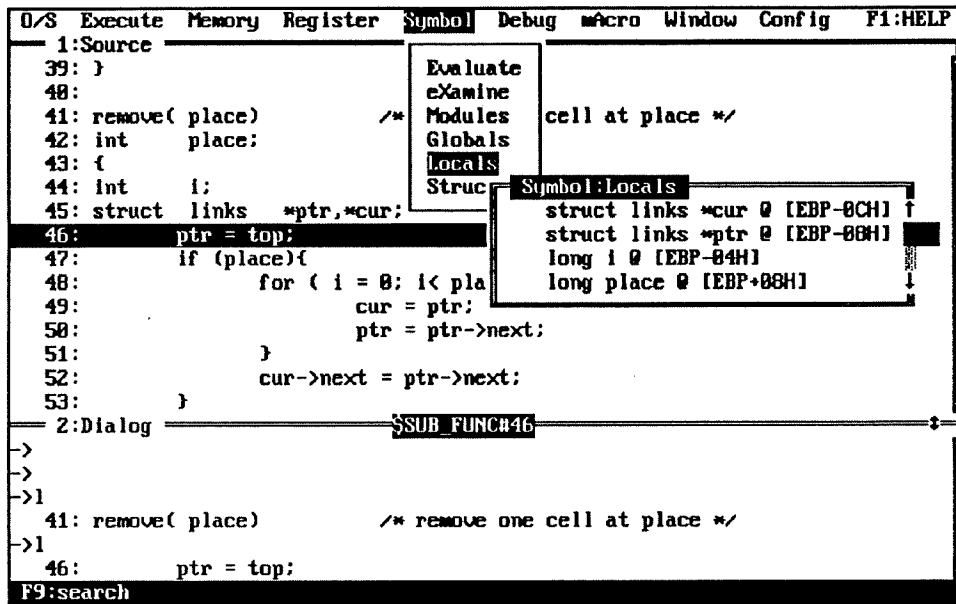 O/S Execute Memory Register Symbol Debug mAcro Window Config F1:HELP
1:Source
39: }
40:
41: remove( place) /* cell at place */
42: int place;
43: {
44: int i;
45: struct links *ptr,*cur;
46: ptr = top;
47: if (place){
48: for ( i = 0; i< pla
49: cur = ptr;
50: ptr = ptr->next;
51: }
52: cur->next = ptr->next;
53: }
Evaluate
eXamine
Modules
Globals
Locals
Struc
Symbol:Locals
struct links *cur @ [EBP-0CH]
struct links *ptr @ [EBP-08H]
long i @ [EBP-04H]
long place @ [EBP+08H]
2:Dialog $SUB_FUNC#46
->
->
->l
41: remove( place) /* remove one cell at place */
->l
46: ptr = top;
F9:search